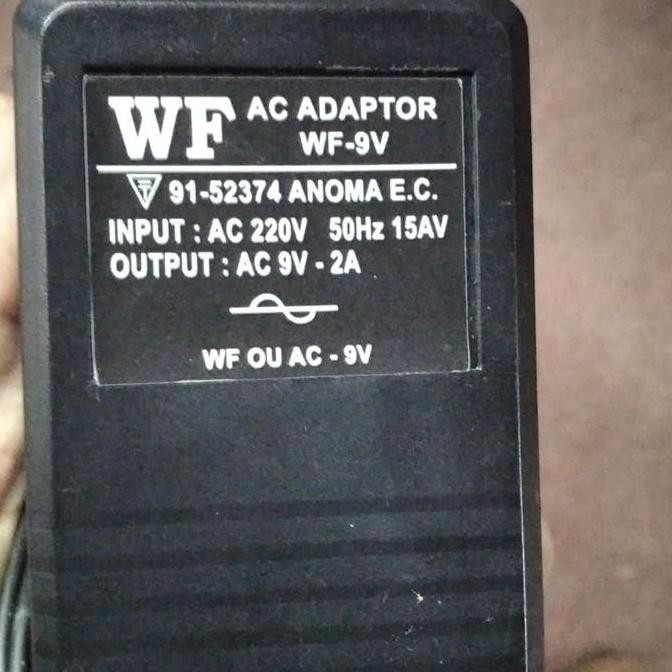 WF AC ADAPTOR
WF-9V
91-52374 ANOMA E.C.
INPUT : AC 220V 50Hz 15AV
OUTPUT : AC 9V - 2A
WF OU AC - 9V